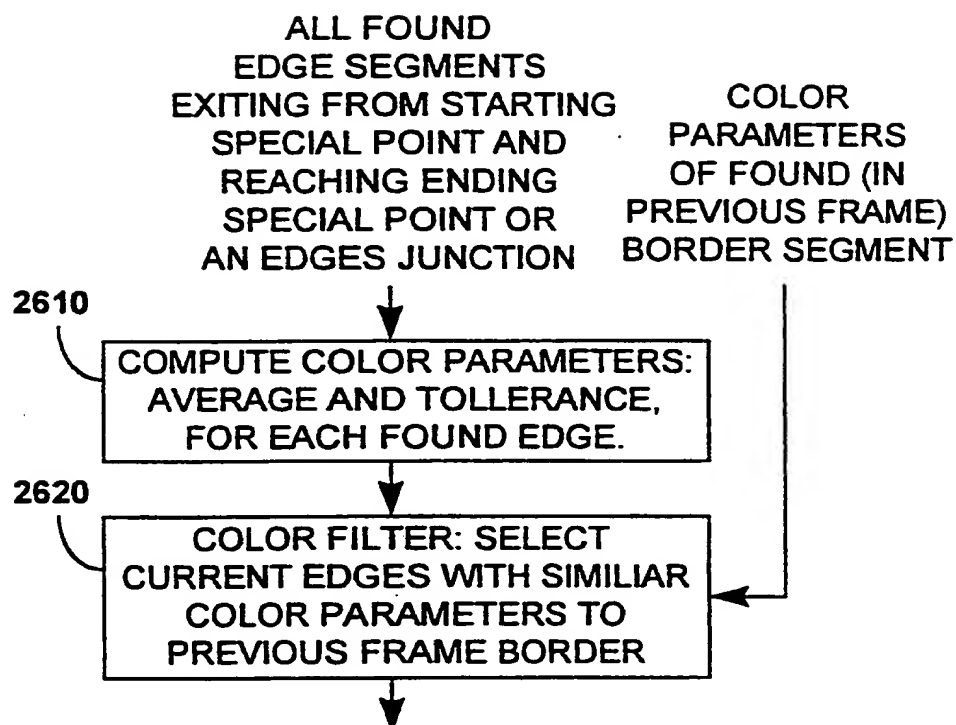 ALL FOUND
EDGE SEGMENTS
EXITING FROM STARTING
SPECIAL POINT AND
REACHING ENDING
SPECIAL POINT OR
AN EDGES JUNCTION
COLOR
PARAMETERS
OF FOUND (IN
PREVIOUS FRAME)
BORDER SEGMENT
2610
COMPUTE COLOR PARAMETERS:
AVERAGE AND TOLLERANCE,
FOR EACH FOUND EDGE.
2620
COLOR FILTER: SELECT
CURRENT EDGES WITH SIMILIAR
COLOR PARAMETERS TO
PREVIOUS FRAME BORDER